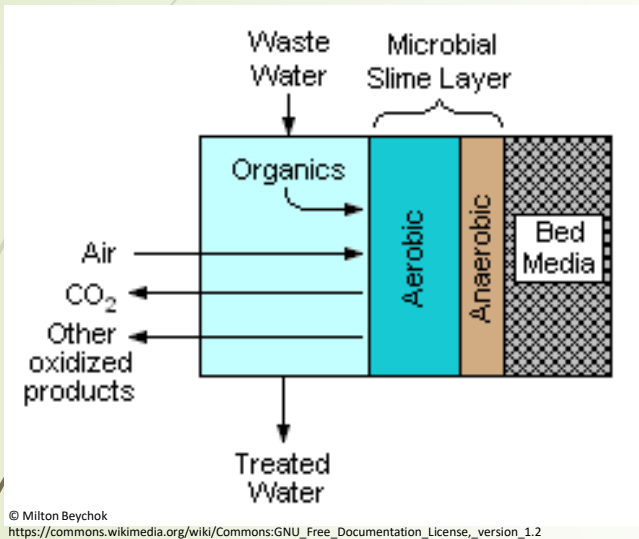 Waste
Water
Microbial
Slime Layer
Organics
Air
CO₂
Other
oxidized
products
Aerobic
Anaerobic
Bed
Media
Treated
Water
© Milton Beychok
https://commons.wikimedia.org/wiki/Commons:GNU_Free_Documentation_License,_version_1.2